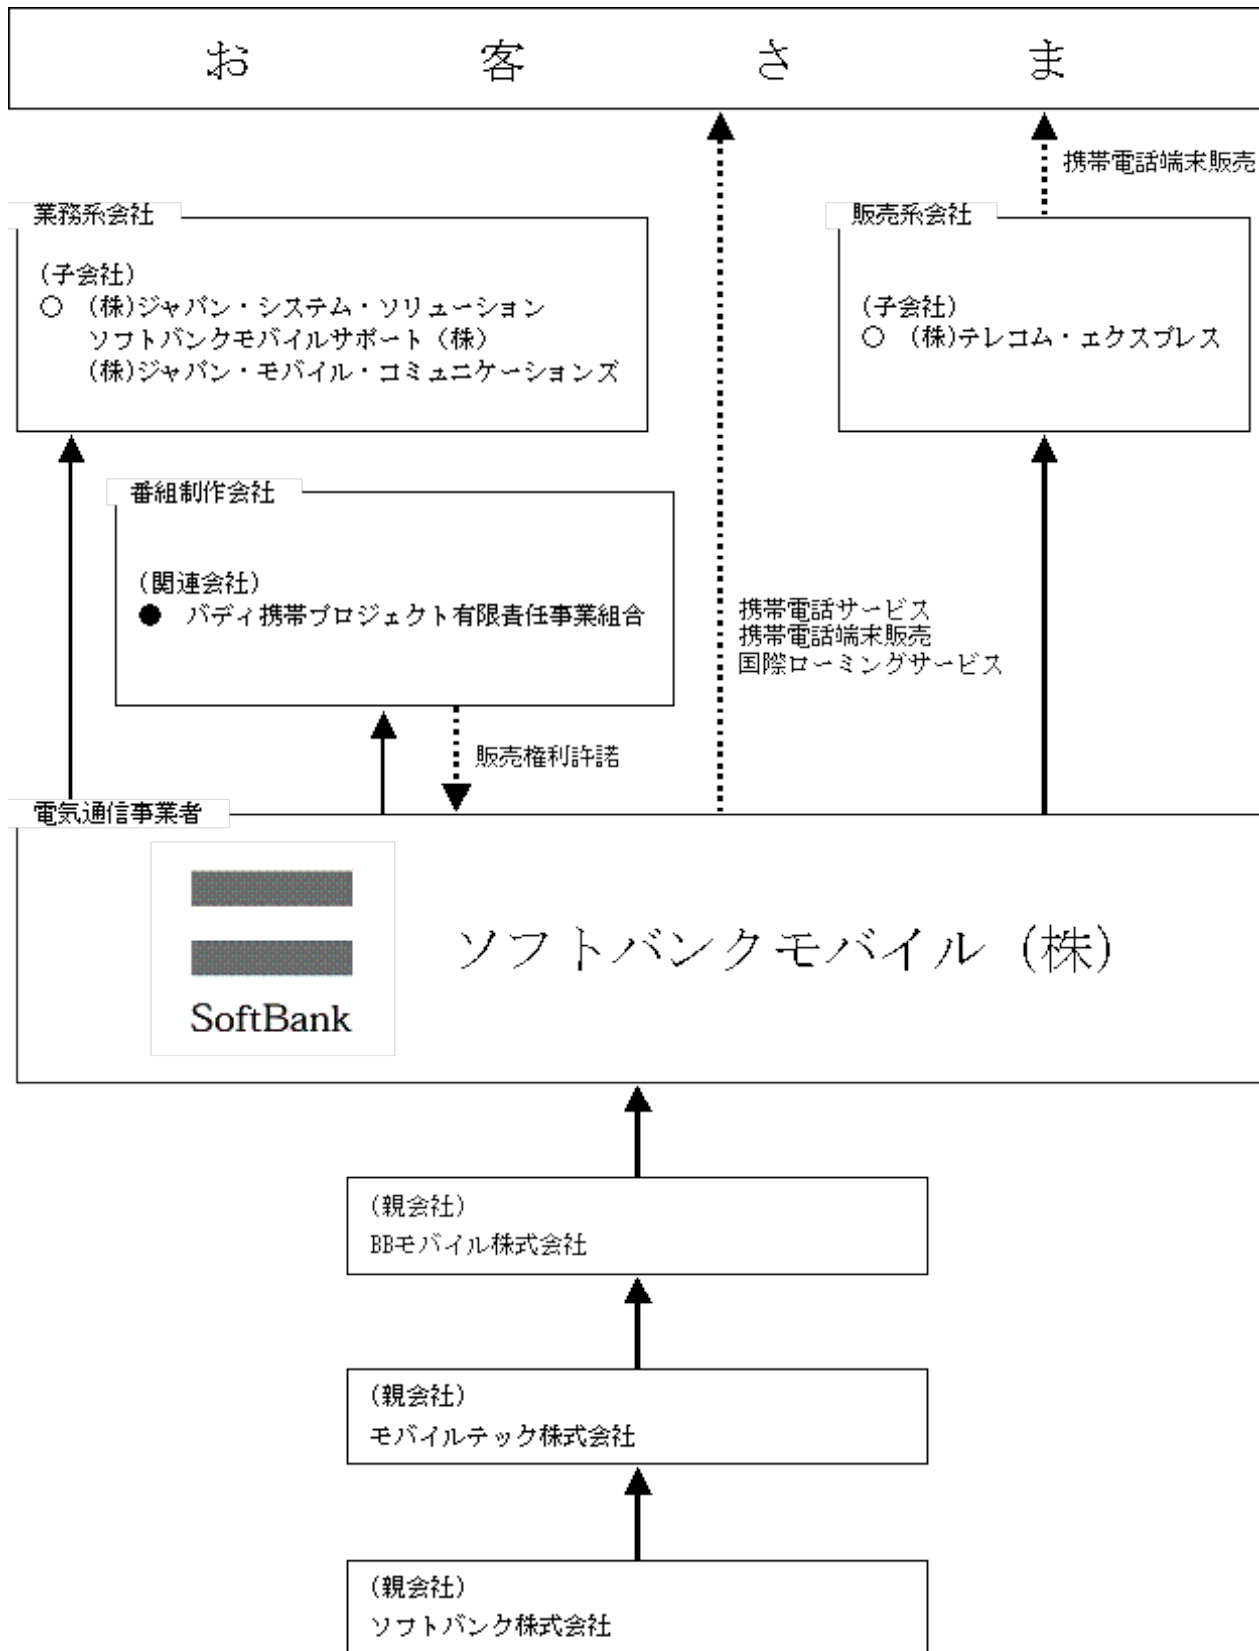 お客さま
携帯電話端末販売
業務系会社
(子会社)
○ (株)ジャパン・システム・ソリューション
ソフトバンクモバイルサポート(株)
(株)ジャパン・モバイル・コミュニケーションズ
販売系会社
(子会社)
○ (株)テレコム・エクスプレス
番組制作会社
(関連会社)
● バディ携帯プロジェクト有限責任事業組合
携帯電話サービス
携帯電話端末販売
国際ローミングサービス
販売権利許諾
電気通信事業者
SoftBank
ソフトバンクモバイル(株)
(親会社)
BBモバイル株式会社
(親会社)
モバイルテック株式会社
(親会社)
ソフトバンク株式会社